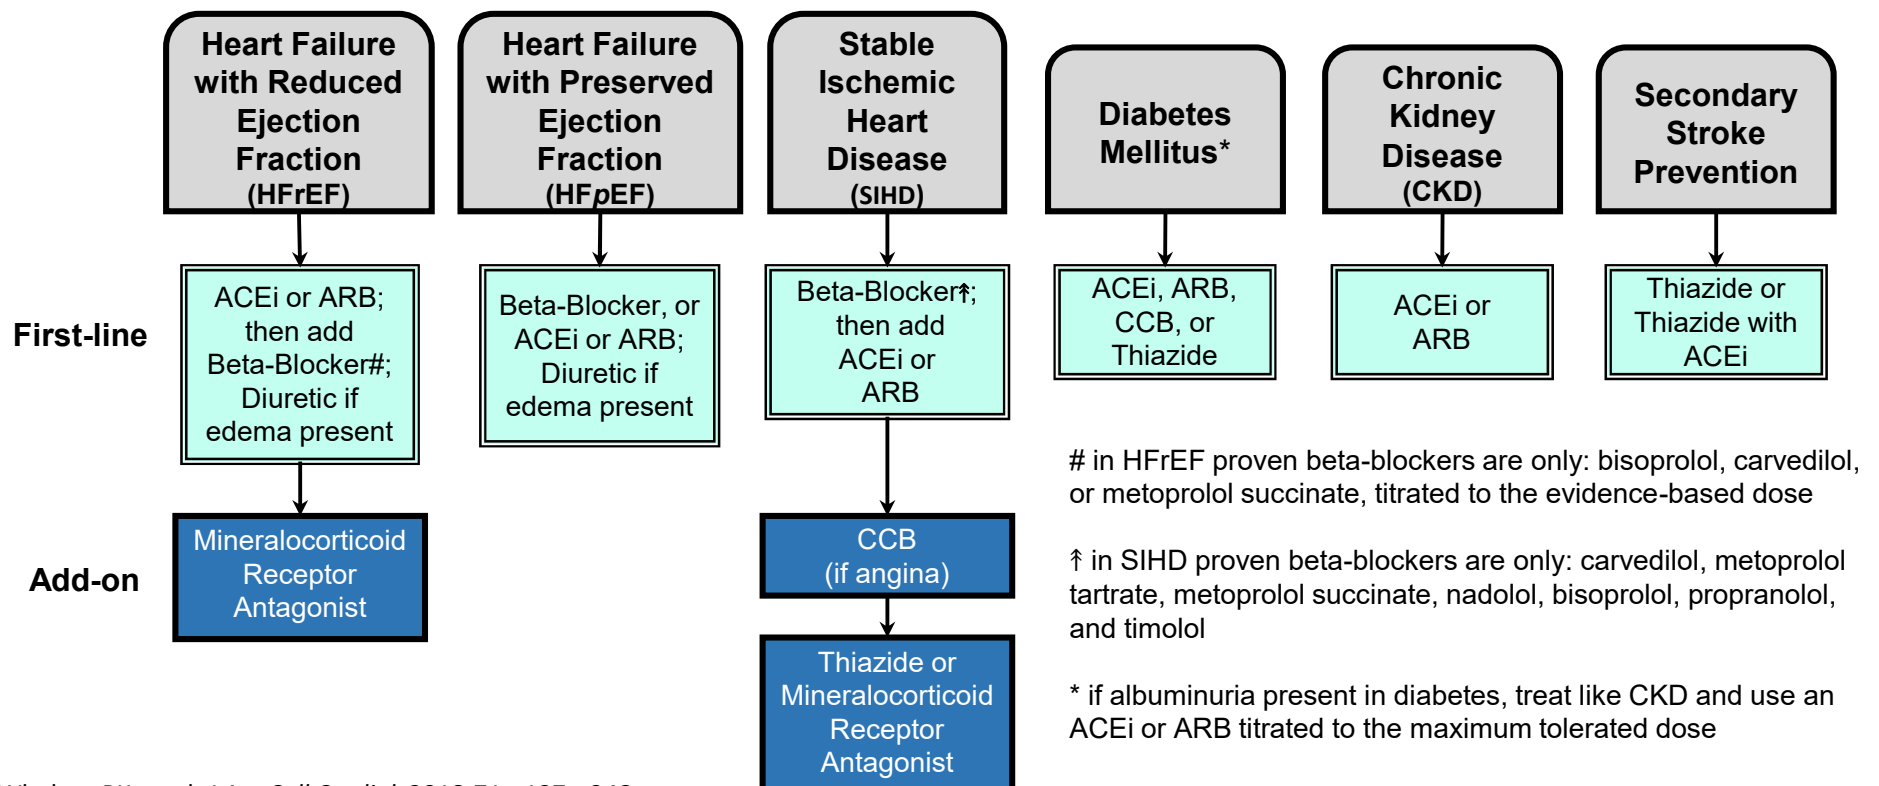 Heart Failure
with Reduced
Ejection
Fraction
(HFrEF)
Heart Failure
with Preserved
Ejection
Fraction
(HFpEF)
Stable
Ischemic
Heart
Disease
(SIHD)
Diabetes
Mellitus*
Chronic
Kidney
Disease
(CKD)
Secondary
Stroke
Prevention
First-line
ACEi or ARB;
then add
Beta-Blocker#;
Diuretic if
edema present
Beta-Blocker, or
ACEi or ARB;
Diuretic if
edema present
Beta-Blocker↟;
then add
ACEi or
ARB
ACEi, ARB,
CCB, or
Thiazide
ACEi or
ARB
Thiazide or
Thiazide with
ACEi
Add-on
Mineralocorticoid
Receptor
Antagonist
CCB
(if angina)
Thiazide or
Mineralocorticoid
Receptor
Antagonist
# in HFrEF proven beta-blockers are only: bisoprolol, carvedilol,
or metoprolol succinate, titrated to the evidence-based dose
↟ in SIHD proven beta-blockers are only: carvedilol, metoprolol
tartrate, metoprolol succinate, nadolol, bisoprolol, propranolol,
and timolol
* if albuminuria present in diabetes, treat like CKD and use an
ACEi or ARB titrated to the maximum tolerated dose